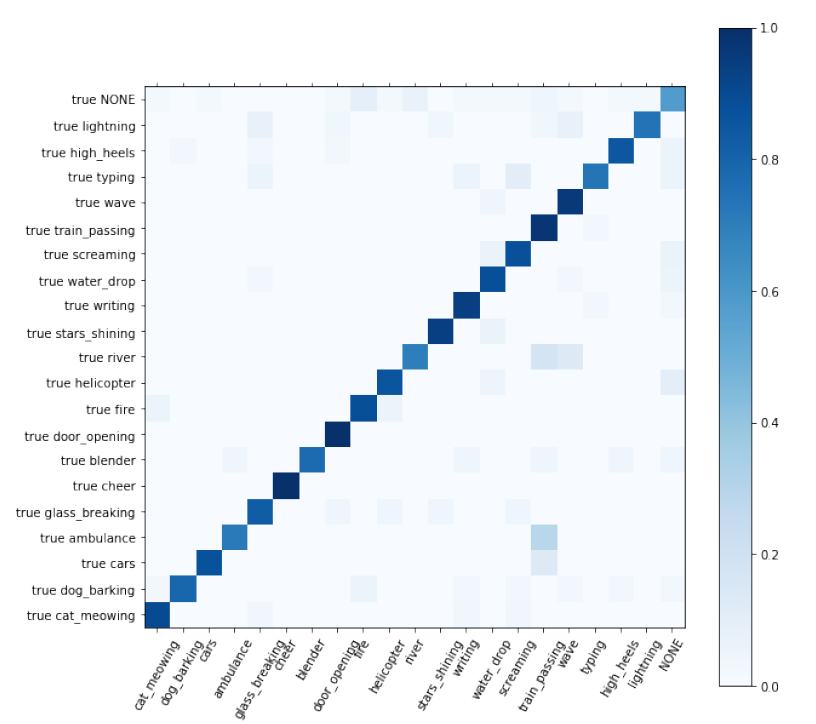 1.0
0.8
0.6
0.4
0.2
0.0
true NONE
true lightning
true high_heels
true typing
true wave
true train_passing
true screaming
true water_drop
true writing
true stars_shining
true river
true helicopter
true fire
true door_opening
true blender
true cheer
true glass_breaking
true ambulance
true cars
true dog_barking
true cat_meowing
cat_meowing
dog_barking
cars
ambulance
glass_breaking
cheer
blender
door_opening
fire
helicopter
river
stars_shining
writing
water_drop
screaming
train_passing
wave
typing
high_heels
lightning
NONE